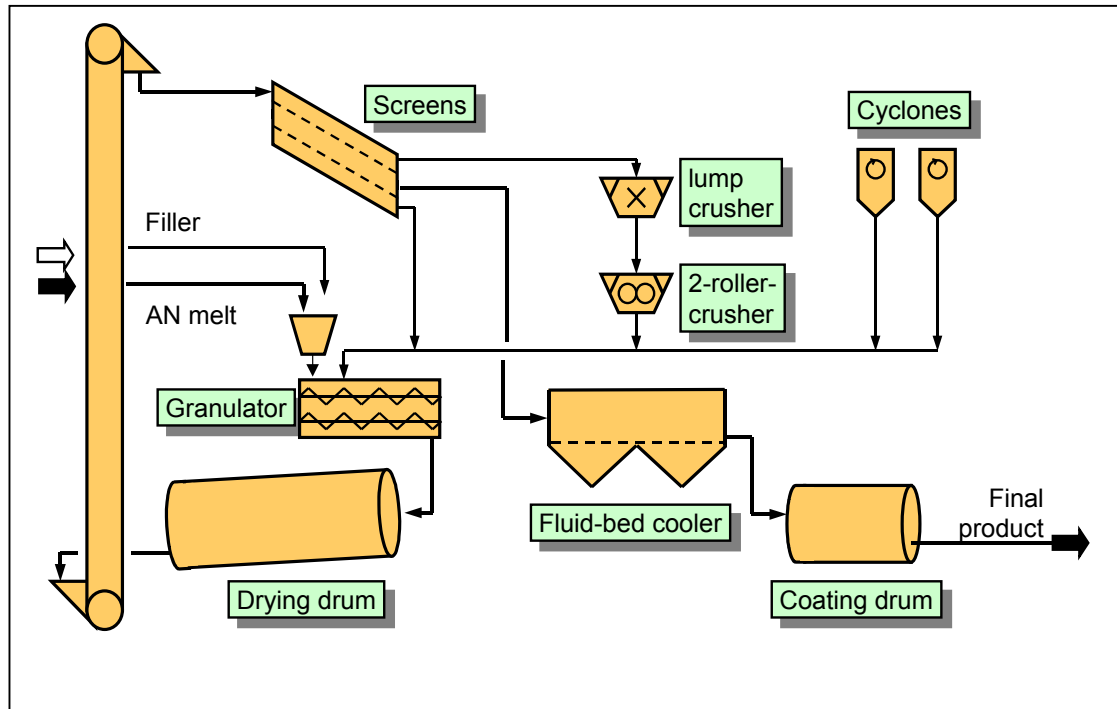 Screens
Cyclones
lump
crusher
Filler
2-roller-
crusher
AN melt
Granulator
Fluid-bed cooler
Final
product
Drying drum
Coating drum